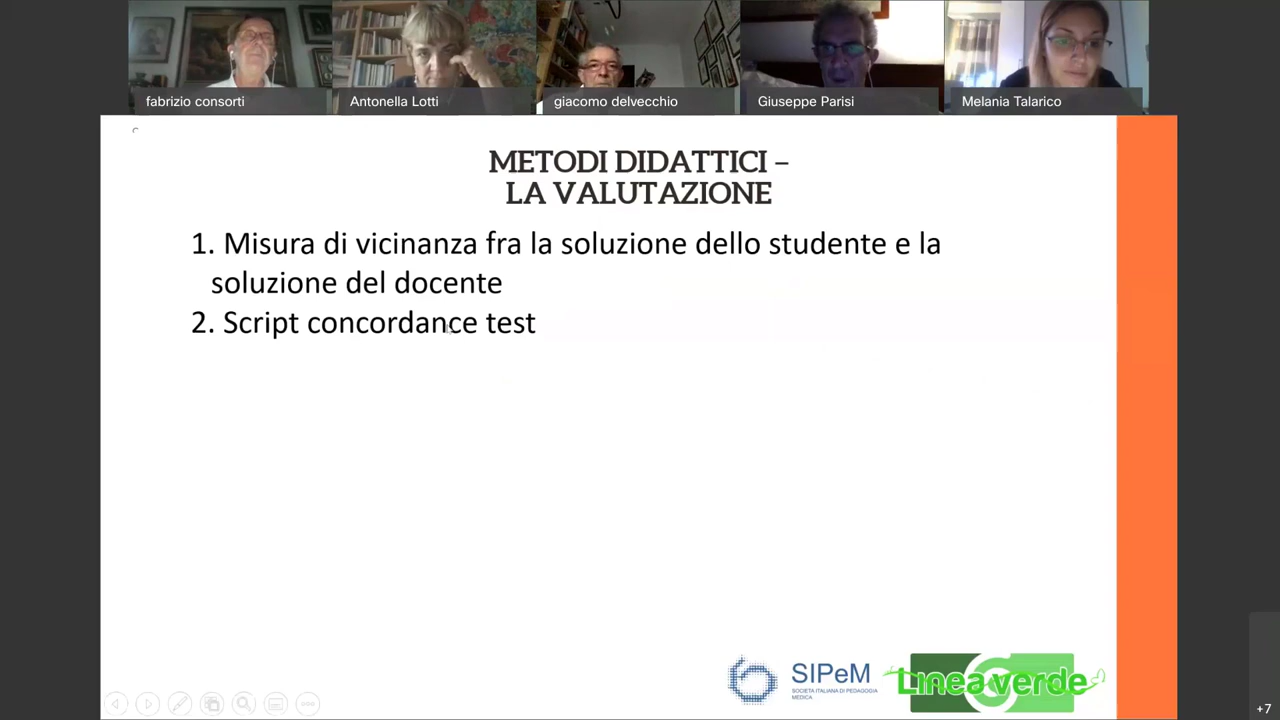 fabrizio consorti
Antonella Lotti
giacomo delvecchio
Giuseppe Parisi
Melania Talarico
METODI DIDATTICI –
LA VALUTAZIONE
1. Misura di vicinanza fra la soluzione dello studente e la
soluzione del docente
2. Script concordance test
SIPeM
SOCIETÀ ITALIANA DI PEDAGOGIA
MEDICA
Linea verde
+7